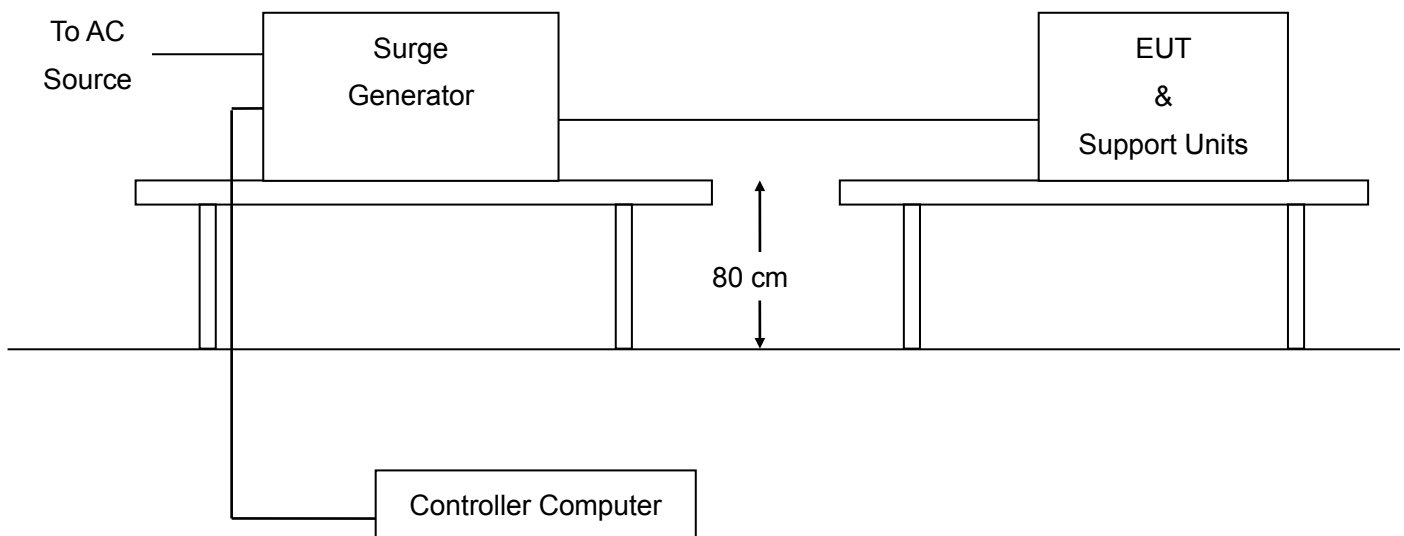 To AC
Source
Surge
Generator
EUT
&
Support Units
80 cm
Controller Computer